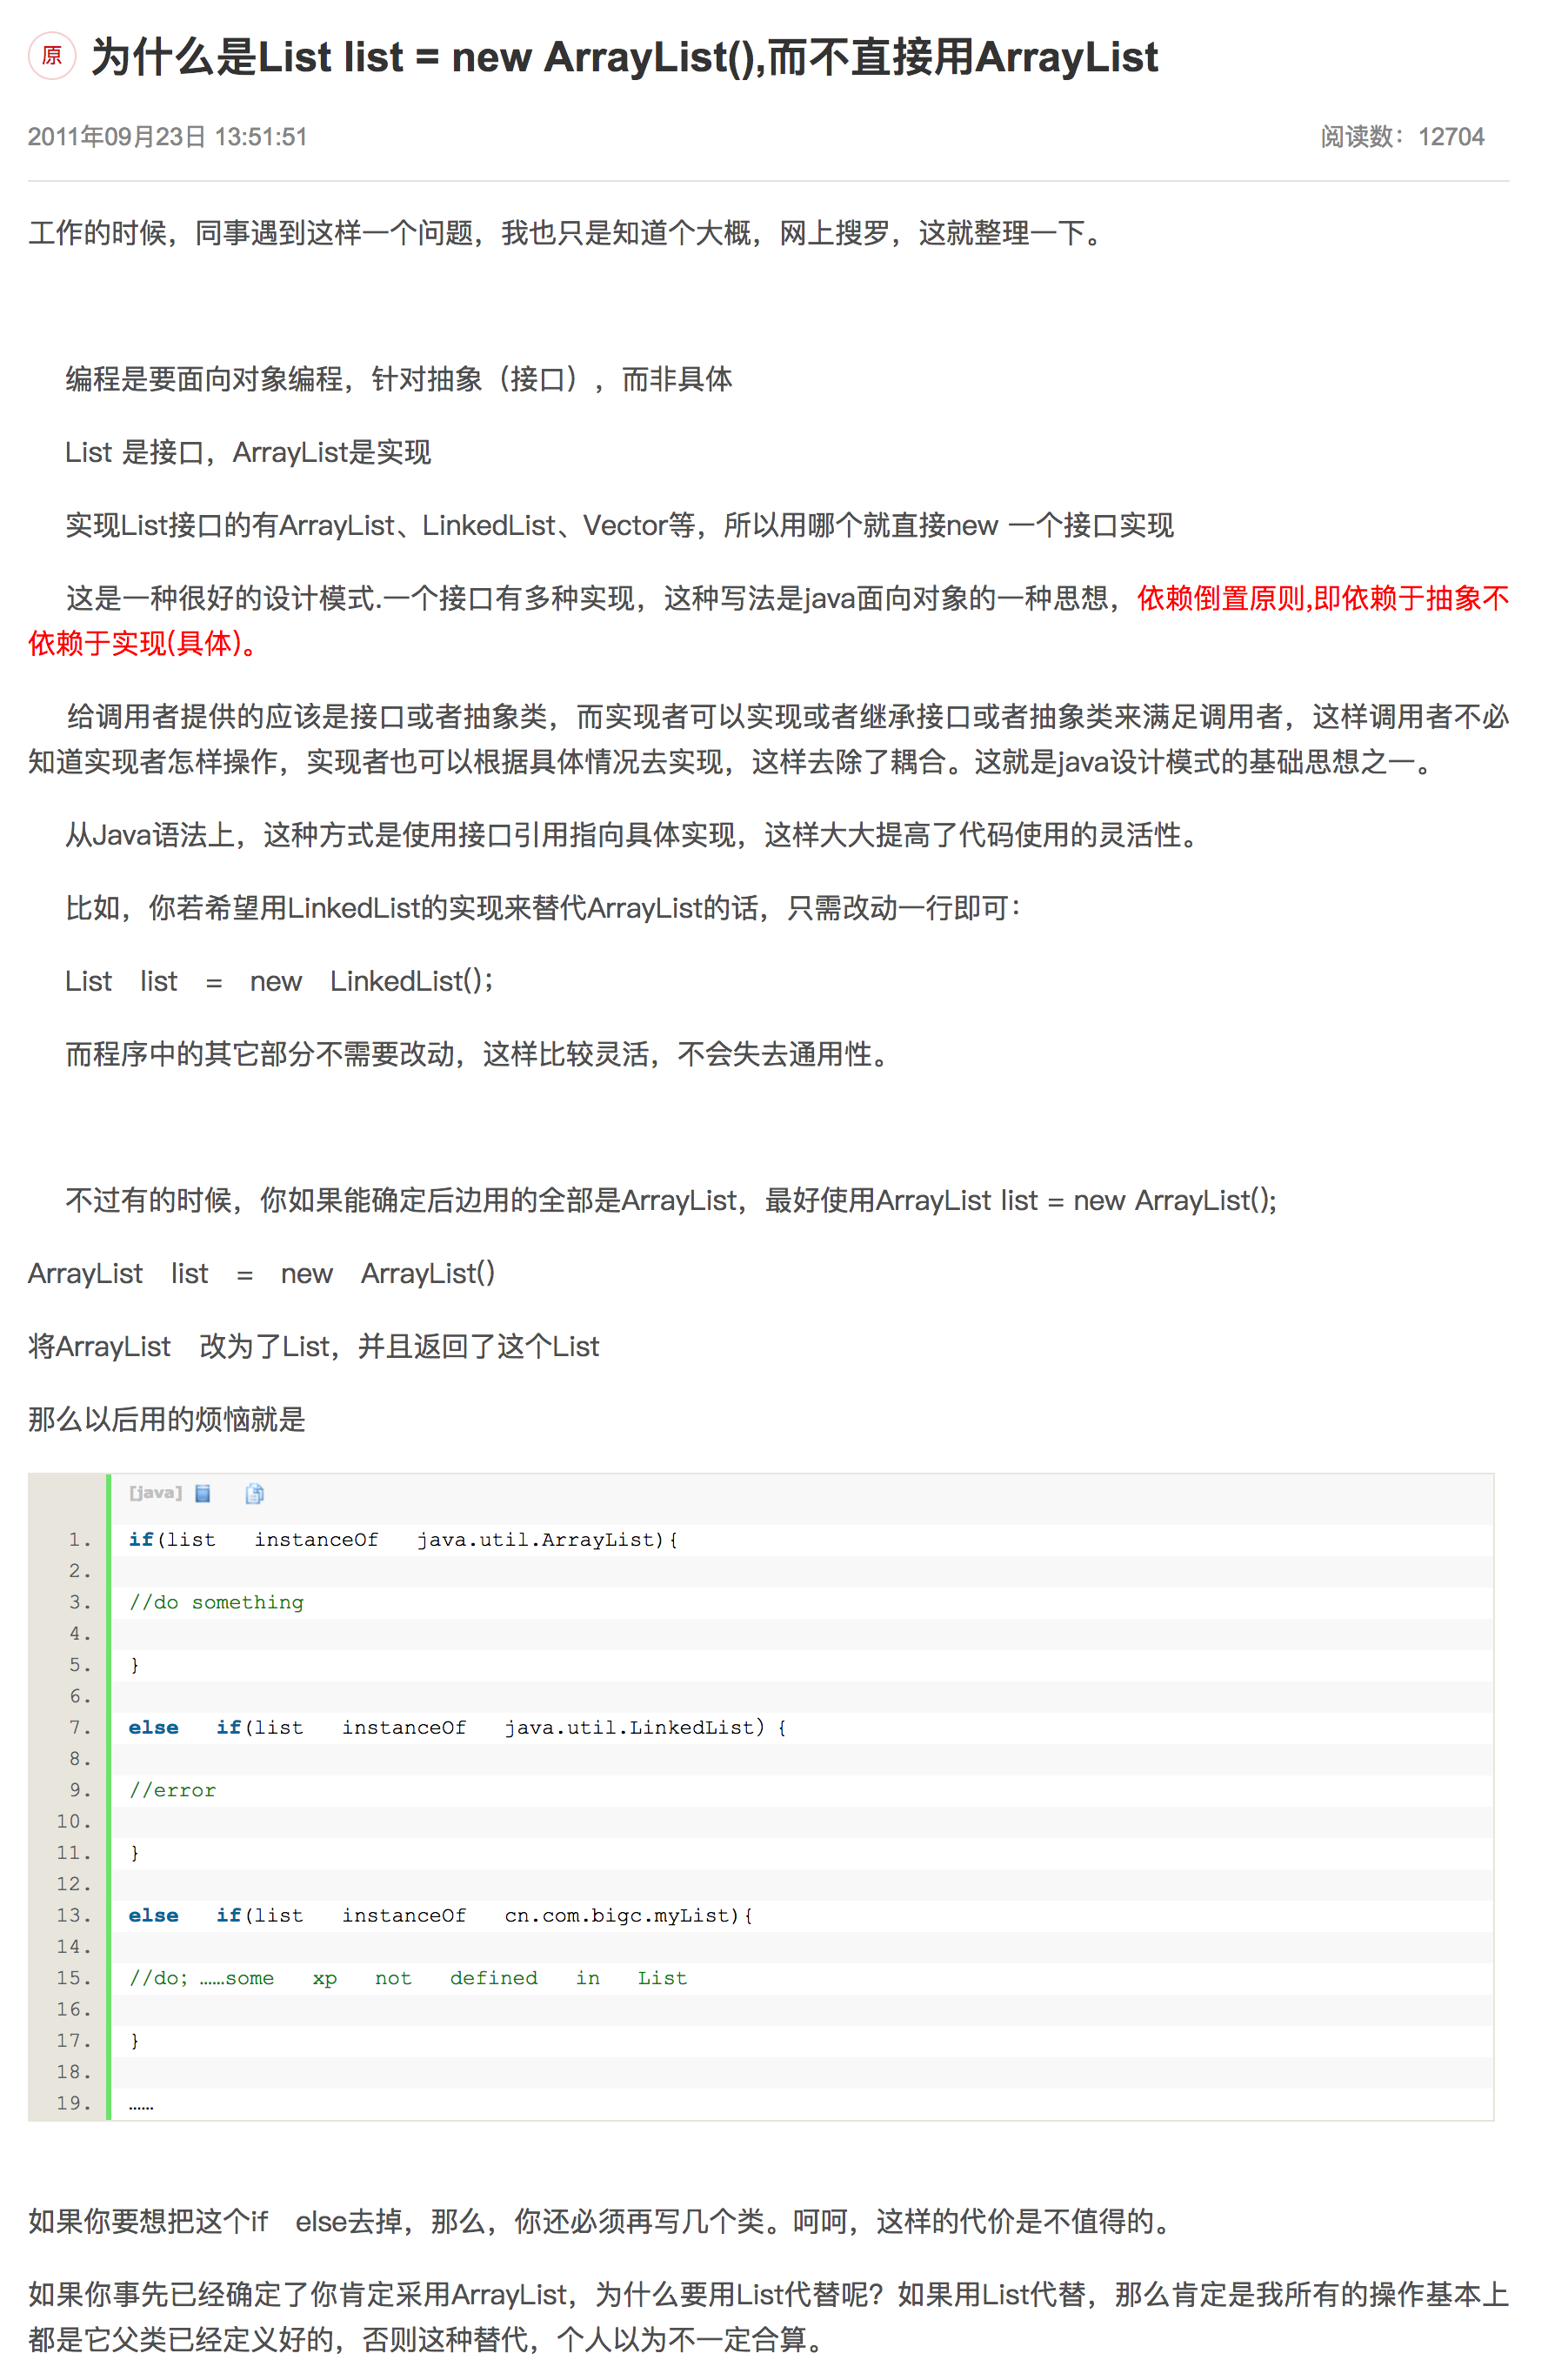 原 为什么是List list = new ArrayList(),而不直接用ArrayList
2011年09月23日 13:51:51 阅读数：12704
工作的时候，同事遇到这样一个问题，我也只是知道个大概，网上搜罗，这就整理一下。
编程是要面向对象编程，针对抽象（接口），而非具体
List 是接口，ArrayList是实现
实现List接口的有ArrayList、LinkedList、Vector等，所以用哪个就直接new 一个接口实现
这是一种很好的设计模式.一个接口有多种实现，这种写法是java面向对象的一种思想，依赖倒置原则,即依赖于抽象不
依赖于实现(具体)。
给调用者提供的应该是接口或者抽象类，而实现者可以实现或者继承接口或者抽象类来满足调用者，这样调用者不必
知道实现者怎样操作，实现者也可以根据具体情况去实现，这样去除了耦合。这就是java设计模式的基础思想之一。
从Java语法上，这种方式是使用接口引用指向具体实现，这样大大提高了代码使用的灵活性。
比如，你若希望用LinkedList的实现来替代ArrayList的话，只需改动一行即可：
List list = new LinkedList()；
而程序中的其它部分不需要改动，这样比较灵活，不会失去通用性。
不过有的时候，你如果能确定后边用的全部是ArrayList，最好使用ArrayList list = new ArrayList();
ArrayList list = new ArrayList()
将ArrayList 改为了List，并且返回了这个List
那么以后用的烦恼就是
[java]
1. if(list instanceOf java.util.ArrayList){
2.
3. //do something
4.
5. }
6.
7. else if(list instanceOf java.util.LinkedList) {
8.
9. //error
10.
11. }
12.
13. else if(list instanceOf cn.com.bigc.myList){
14.
15. //do; ……some xp not defined in List
16.
17. }
18.
19. ……
如果你要想把这个if else去掉，那么，你还必须再写几个类。呵呵，这样的代价是不值得的。
如果你事先已经确定了你肯定采用ArrayList，为什么要用List代替呢？如果用List代替，那么肯定是我所有的操作基本上
都是它父类已经定义好的，否则这种替代，个人以为不一定合算。